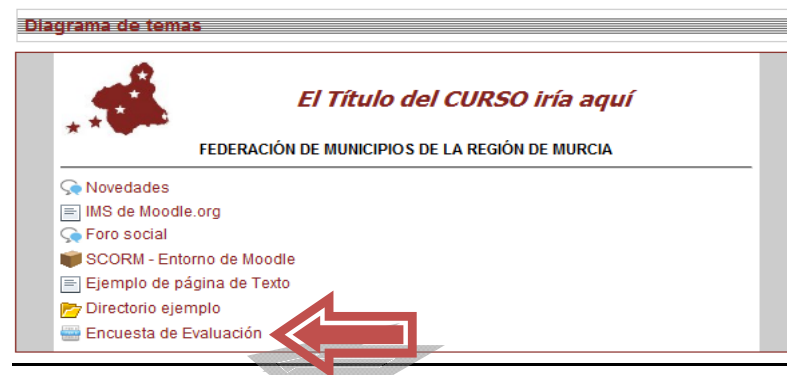 Diagrama de temas
El Título del CURSO iría aquí
FEDERACIÓN DE MUNICIPIOS DE LA REGIÓN DE MURCIA
Novedades
IMS de Moodle.org
Foro social
SCORM - Entorno de Moodle
Ejemplo de página de Texto
Directorio ejemplo
Encuesta de Evaluación